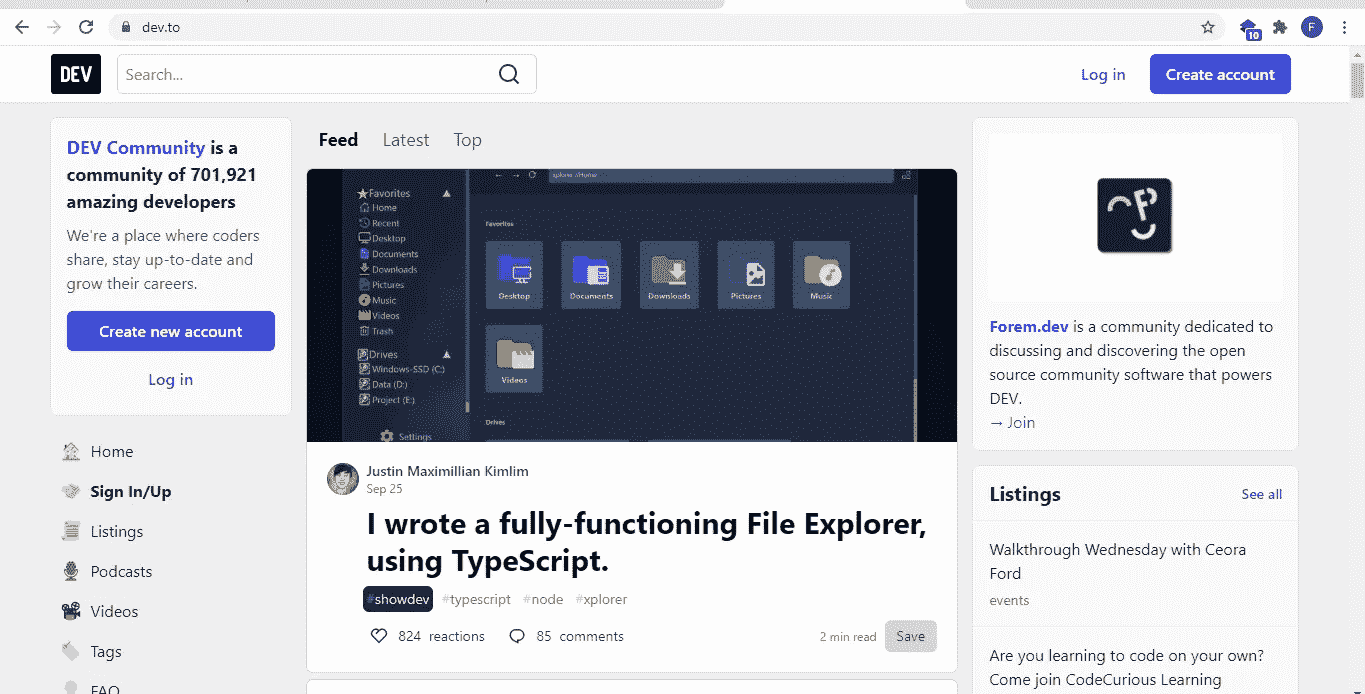 dev.to
10
F
DEV
Search...
Log in
Create account
DEV Community is a
community of 701,921
amazing developers
We're a place where coders
share, stay up-to-date and
grow their careers.
Create new account
Log in
Home
Sign In/Up
Listings
Podcasts
Videos
Tags
FAQ
Feed
Latest
Top
Favorites
Home
Recent
Desktop
Documents
Downloads
Pictures
Music
Videos
Trash
Drives
Windows-SSD (C:)
Data (D:)
Project (E:)
Settings
xplorer://Home
Favorites
Desktop
Documents
Downloads
Pictures
Music
Videos
Drives
Justin Maximillian Kimlim
Sep 25
I wrote a fully-functioning File Explorer,
using TypeScript.
#showdev #typescript #node #xplorer
824 reactions 85 comments 2 min read Save
Forem.dev is a community dedicated to
discussing and discovering the open
source community software that powers
DEV.
→ Join
Listings
See all
Walkthrough Wednesday with Ceora
Ford
events
Are you learning to code on your own?
Come join CodeCurious Learning